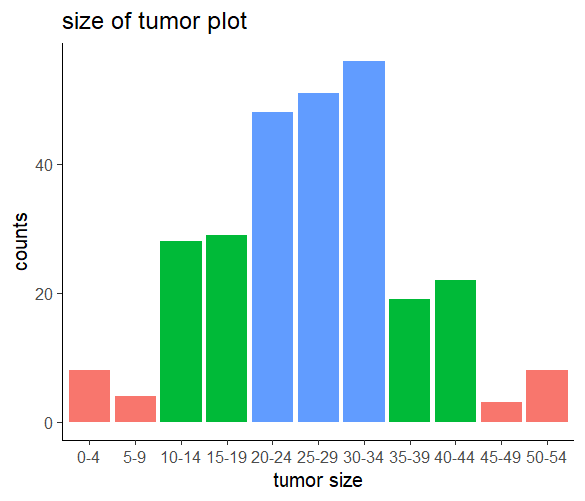 size of tumor plot
counts
40
20
0
0-4 5-9 10-14 15-19 20-24 25-29 30-34 35-39 40-44 45-49 50-54
tumor size